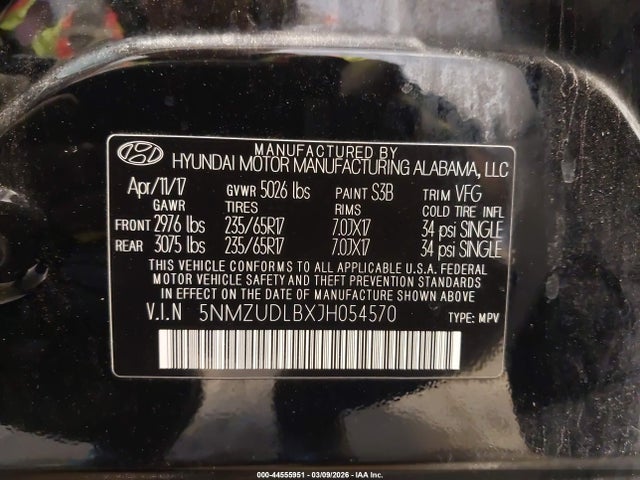 MANUFACTURED BY
HYUNDAI MOTOR MANUFACTURING ALABAMA, LLC
Apr/11/17 GVWR 5026 lbs PAINT S3B TRIM VFG
GAWR TIRES RIMS COLD TIRE INFL
FRONT 2976 lbs 235/65R17 7.0JX17 34 psi SINGLE
REAR 3075 lbs 235/65R17 7.0JX17 34 psi SINGLE
THIS VEHICLE CONFORMS TO ALL APPLICABLE U.S.A. FEDERAL
MOTOR VEHICLE SAFETY AND THEFT PREVENTION STANDARDS
IN EFFECT ON THE DATE OF MANUFACTURE SHOWN ABOVE
V.I.N 5NMZUDLBXJH054570 TYPE: MPV
000-44555951 | 03/09/2026 | IAA Inc.